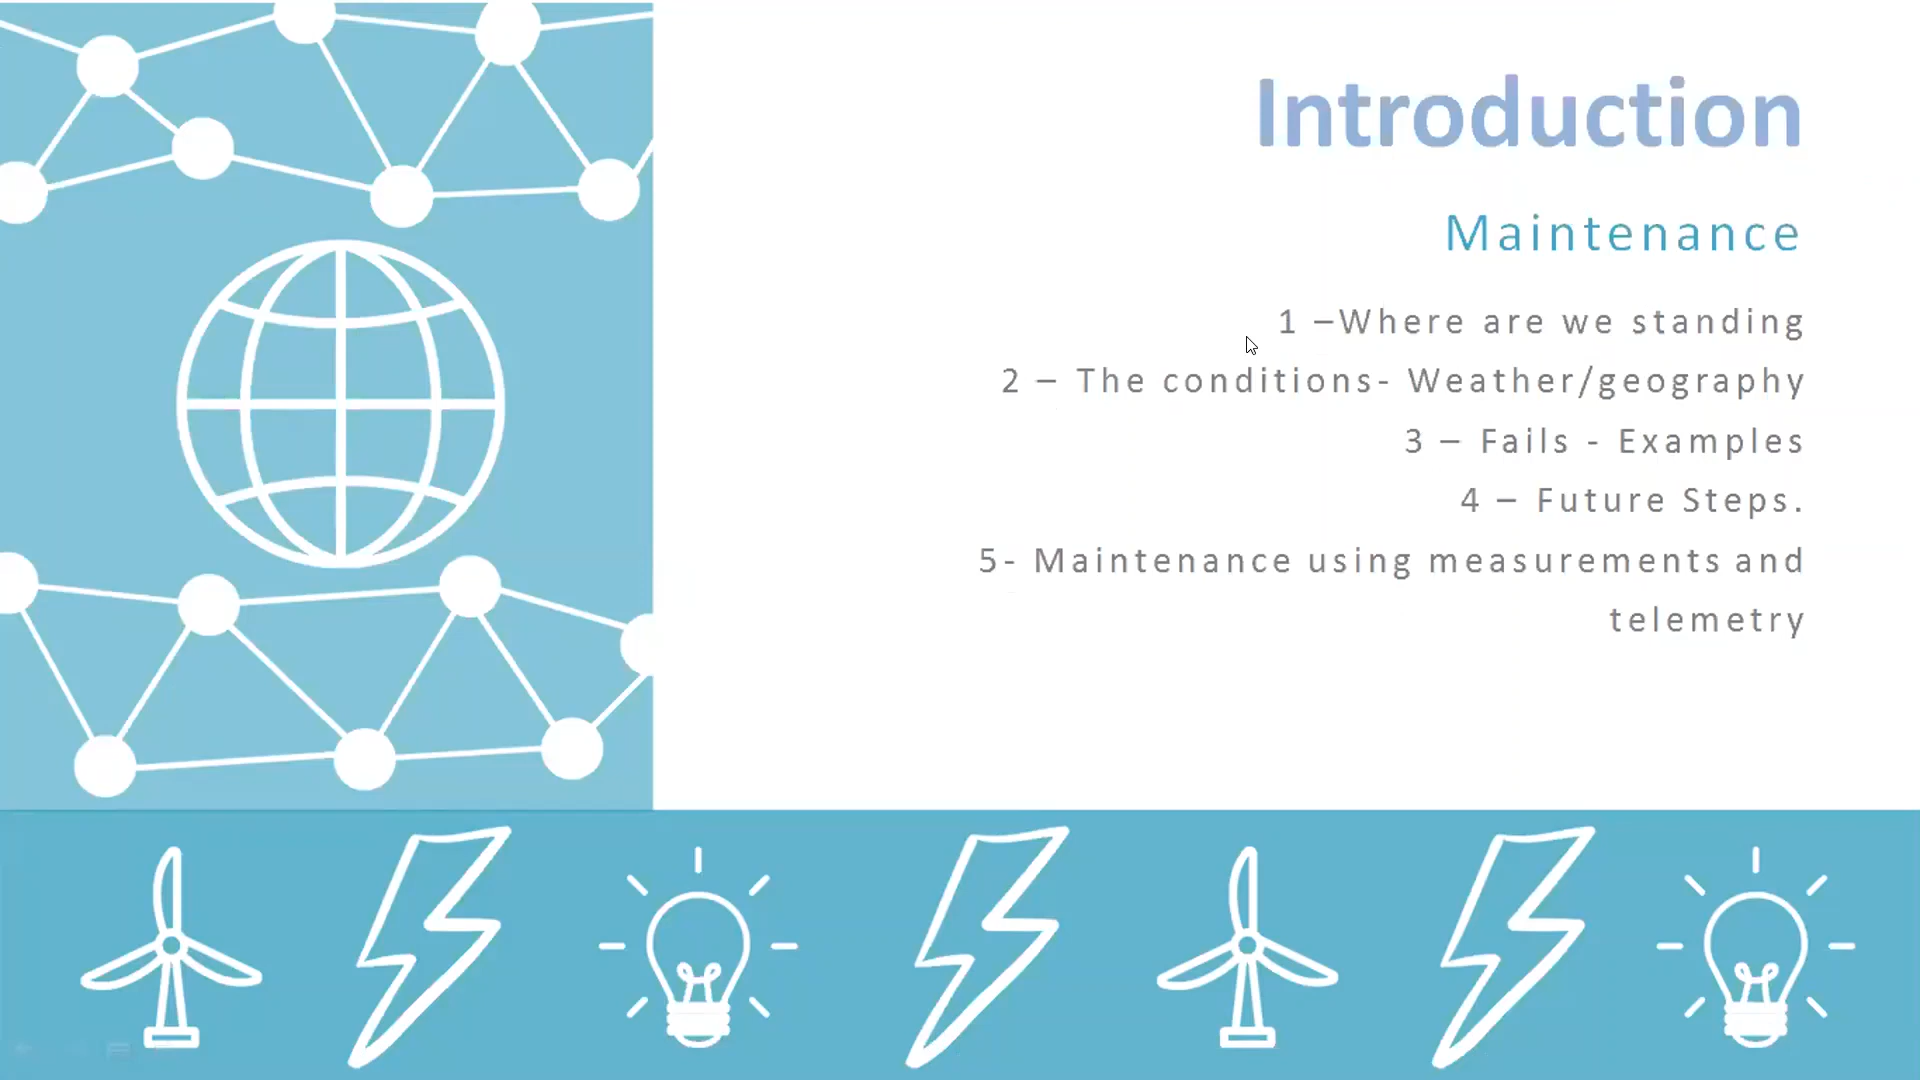 Introduction
Maintenance
1 –Where are we standing
2 – The conditions- Weather/geography
3 – Fails - Examples
4 – Future Steps.
5- Maintenance using measurements and
telemetry